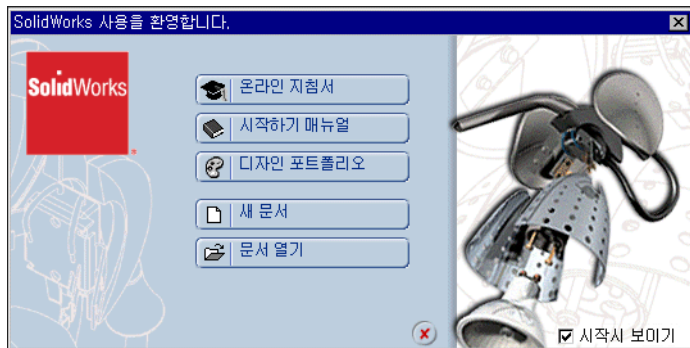 SolidWorks 사용을 환영합니다.
SolidWorks
온라인 지침서
시작하기 매뉴얼
디자인 포트폴리오
새 문서
문서 열기
시작시 보이기